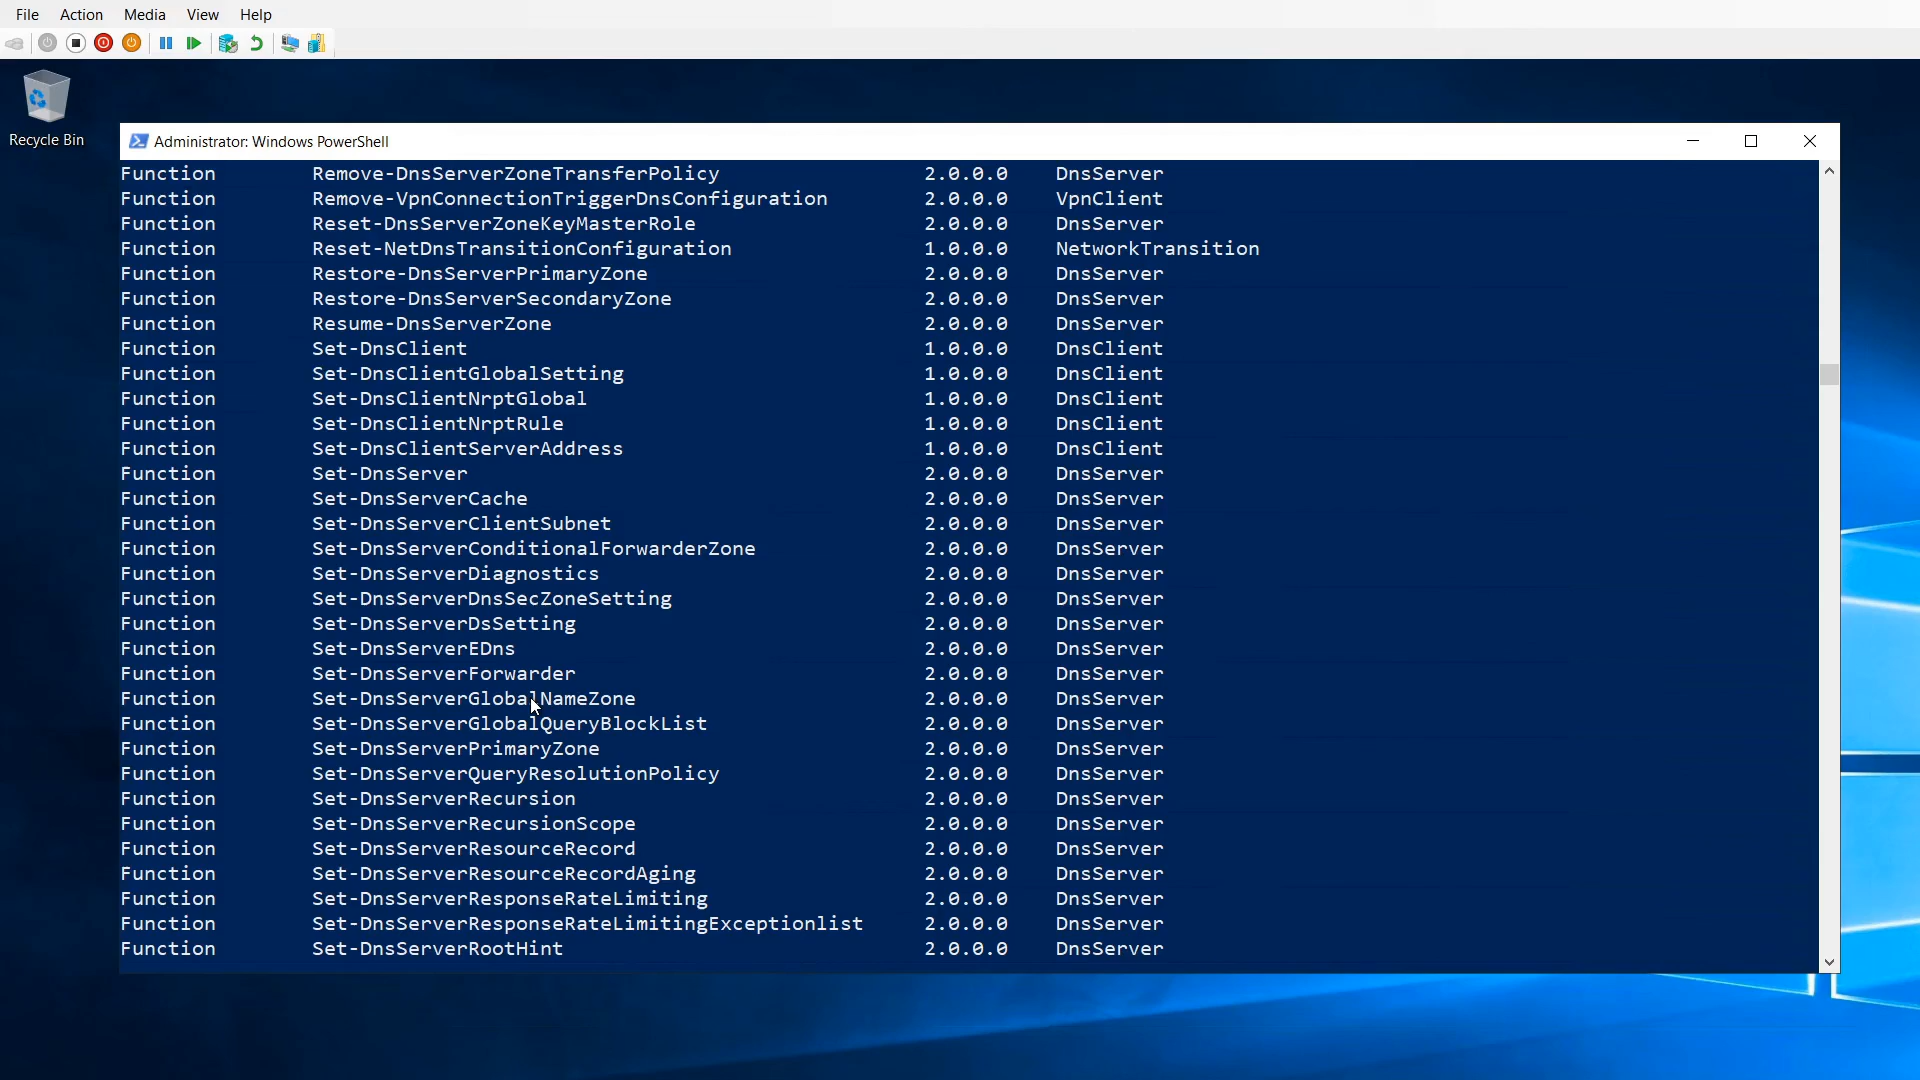 File Action Media View Help
Recycle Bin
Administrator: Windows PowerShell
Function Remove-DnsServerZoneTransferPolicy 2.0.0.0 DnsServer
Function Remove-VpnConnectionTriggerDnsConfiguration 2.0.0.0 VpnClient
Function Reset-DnsServerZoneKeyMasterRole 2.0.0.0 DnsServer
Function Reset-NetDnsTransitionConfiguration 1.0.0.0 NetworkTransition
Function Restore-DnsServerPrimaryZone 2.0.0.0 DnsServer
Function Restore-DnsServerSecondaryZone 2.0.0.0 DnsServer
Function Resume-DnsServerZone 2.0.0.0 DnsServer
Function Set-DnsClient 1.0.0.0 DnsClient
Function Set-DnsClientGlobalSetting 1.0.0.0 DnsClient
Function Set-DnsClientNrptGlobal 1.0.0.0 DnsClient
Function Set-DnsClientNrptRule 1.0.0.0 DnsClient
Function Set-DnsClientServerAddress 1.0.0.0 DnsClient
Function Set-DnsServer 2.0.0.0 DnsServer
Function Set-DnsServerCache 2.0.0.0 DnsServer
Function Set-DnsServerClientSubnet 2.0.0.0 DnsServer
Function Set-DnsServerConditionalForwarderZone 2.0.0.0 DnsServer
Function Set-DnsServerDiagnostics 2.0.0.0 DnsServer
Function Set-DnsServerDnsSecZoneSetting 2.0.0.0 DnsServer
Function Set-DnsServerDsSetting 2.0.0.0 DnsServer
Function Set-DnsServerEDns 2.0.0.0 DnsServer
Function Set-DnsServerForwarder 2.0.0.0 DnsServer
Function Set-DnsServerGlobalNameZone 2.0.0.0 DnsServer
Function Set-DnsServerGlobalQueryBlockList 2.0.0.0 DnsServer
Function Set-DnsServerPrimaryZone 2.0.0.0 DnsServer
Function Set-DnsServerQueryResolutionPolicy 2.0.0.0 DnsServer
Function Set-DnsServerRecursion 2.0.0.0 DnsServer
Function Set-DnsServerRecursionScope 2.0.0.0 DnsServer
Function Set-DnsServerResourceRecord 2.0.0.0 DnsServer
Function Set-DnsServerResourceRecordAging 2.0.0.0 DnsServer
Function Set-DnsServerResponseRateLimiting 2.0.0.0 DnsServer
Function Set-DnsServerResponseRateLimitingExceptionlist 2.0.0.0 DnsServer
Function Set-DnsServerRootHint 2.0.0.0 DnsServer